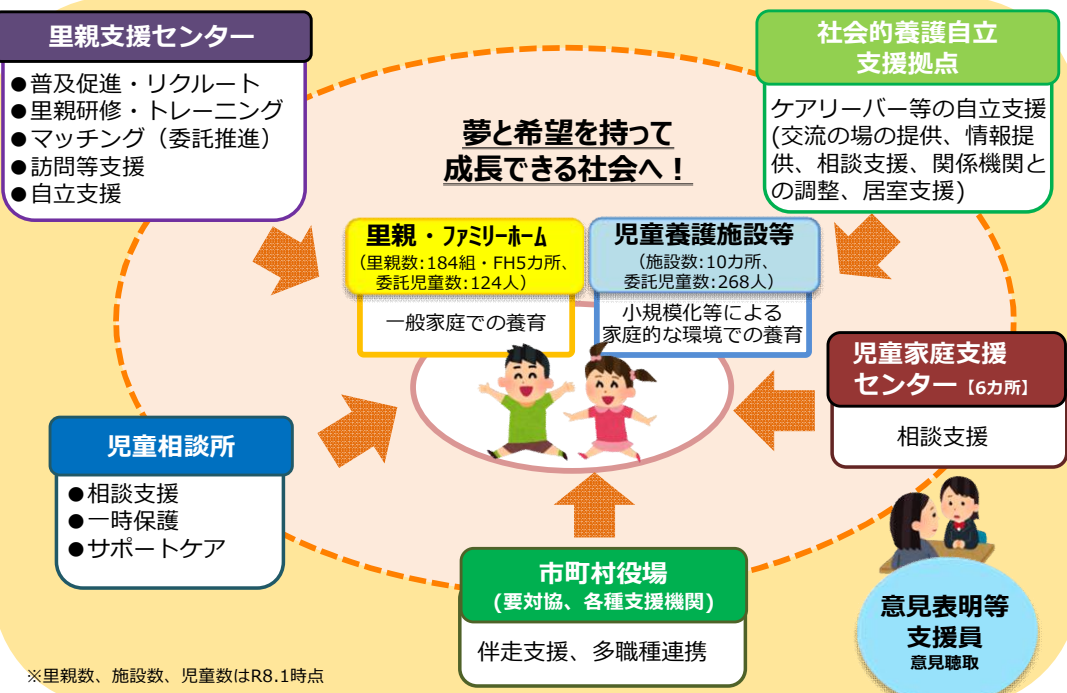 里親支援センター
●普及促進・リクルート
●里親研修・トレーニング
●マッチング（委託推進）
●訪問等支援
●自立支援
社会的養護自立
支援拠点
ケアリーバー等の自立支援
(交流の場の提供、情報提
供、相談支援、関係機関と
の調整、居室支援)
夢と希望を持って
成長できる社会へ！
里親・ファミリーホーム
（里親数:184組・FH5カ所、
委託児童数:124人）
一般家庭での養育
児童養護施設等
（施設数:10カ所、
委託児童数:268人）
小規模化等による
家庭的な環境での養育
児童家庭支援
センター【6カ所】
相談支援
児童相談所
●相談支援
●一時保護
●サポートケア
市町村役場
(要対協、各種支援機関)
伴走支援、多職種連携
意見表明等
支援員
意見聴取
※里親数、施設数、児童数はR8.1時点